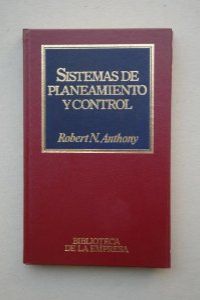 SISTEMAS DE
PLANEAMIENTO
Y CONTROL
Robert N. Anthony
BIBLIOTECA
DE LA EMPRESA